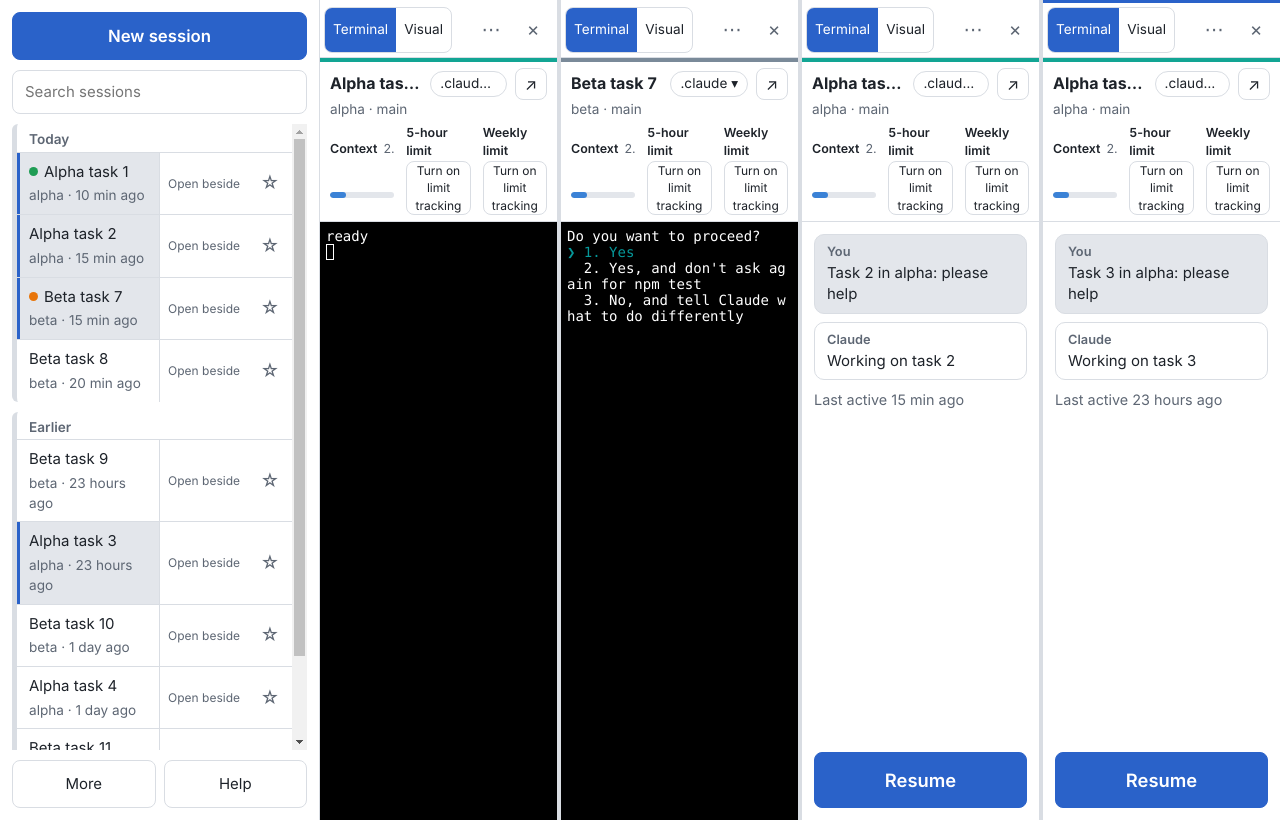 New session
Search sessions
Today
Alpha task 1
alpha · 10 min ago
Open beside
Alpha task 2
alpha · 15 min ago
Open beside
Beta task 7
beta · 15 min ago
Open beside
Beta task 8
beta · 20 min ago
Open beside
Earlier
Beta task 9
beta · 23 hours
ago
Open beside
Alpha task 3
alpha · 23 hours
ago
Open beside
Beta task 10
beta · 1 day ago
Open beside
Alpha task 4
alpha · 1 day ago
Open beside
Beta task 11
More
Help
Terminal
Visual
Alpha tas...
.claud...
alpha · main
Context 2.
5-hour
limit
Turn on
limit
tracking
Weekly
limit
Turn on
limit
tracking
ready
Terminal
Visual
Beta task 7
.claude ▾
beta · main
Context 2.
5-hour
limit
Turn on
limit
tracking
Weekly
limit
Turn on
limit
tracking
Do you want to proceed?
❯ 1. Yes
2. Yes, and don't ask ag
ain for npm test
3. No, and tell Claude w
hat to do differently
Terminal
Visual
Alpha tas...
.claud...
alpha · main
Context 2.
5-hour
limit
Turn on
limit
tracking
Weekly
limit
Turn on
limit
tracking
You
Task 2 in alpha: please
help
Claude
Working on task 2
Last active 15 min ago
Resume
Terminal
Visual
Alpha tas...
.claud...
alpha · main
Context 2.
5-hour
limit
Turn on
limit
tracking
Weekly
limit
Turn on
limit
tracking
You
Task 3 in alpha: please
help
Claude
Working on task 3
Last active 23 hours ago
Resume